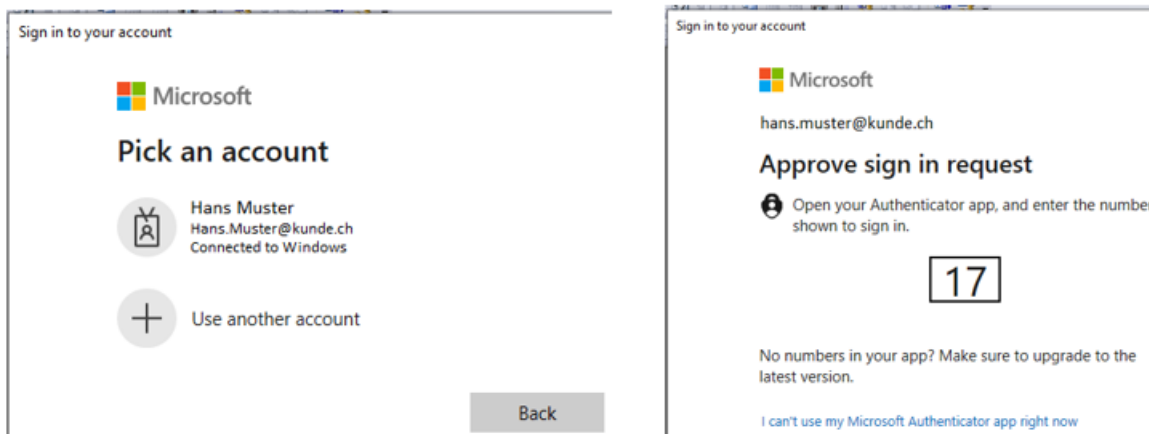 Sign in to your account
Microsoft
Pick an account
Hans Muster
Hans.Muster@kunde.ch
Connected to Windows
Use another account
Back
Sign in to your account
Microsoft
hans.muster@kunde.ch
Approve sign in request
Open your Authenticator app, and enter the number
shown to sign in.
17
No numbers in your app? Make sure to upgrade to the
latest version.
I can't use my Microsoft Authenticator app right now